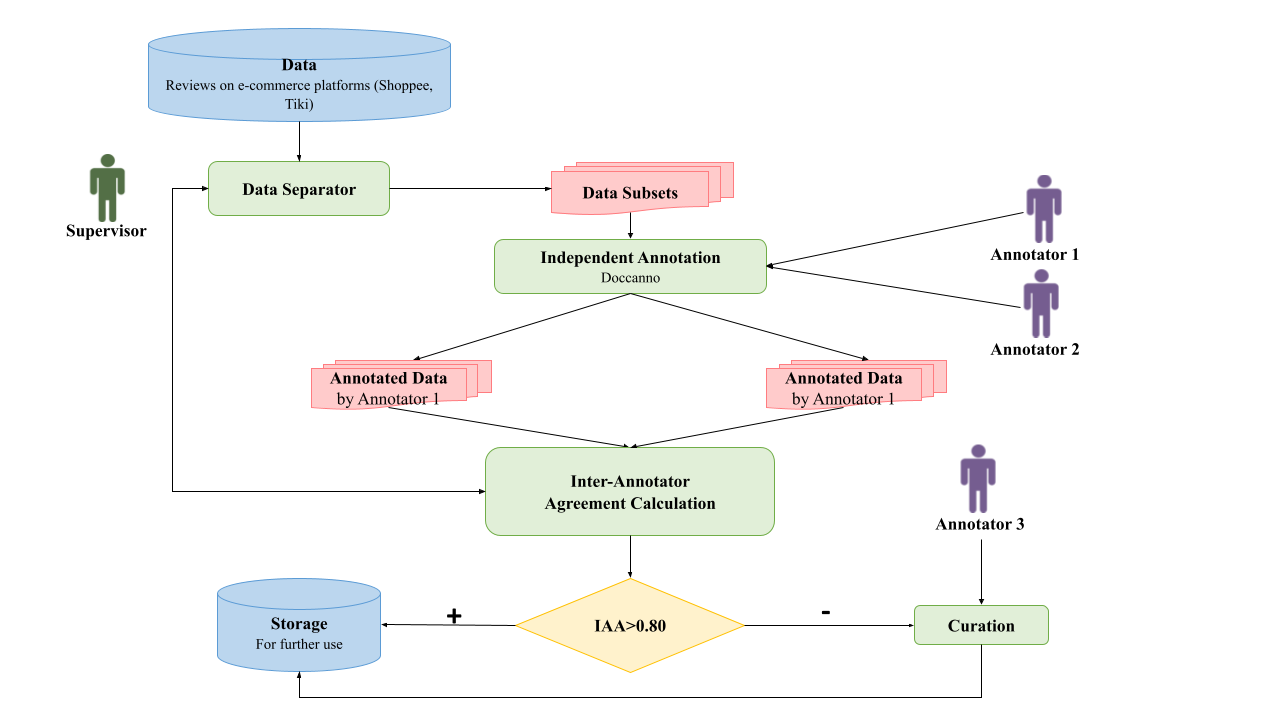 Data
Reviews on e-commerce platforms (Shoppee,
Tiki)
Supervisor
Data Separator
Data Subsets
Annotator 1
Independent Annotation
Doccanno
Annotator 2
Annotated Data
by Annotator 1
Annotated Data
by Annotator 1
Inter-Annotator
Agreement Calculation
Annotator 3
Storage
For further use
+
IAA>0.80
-
Curation